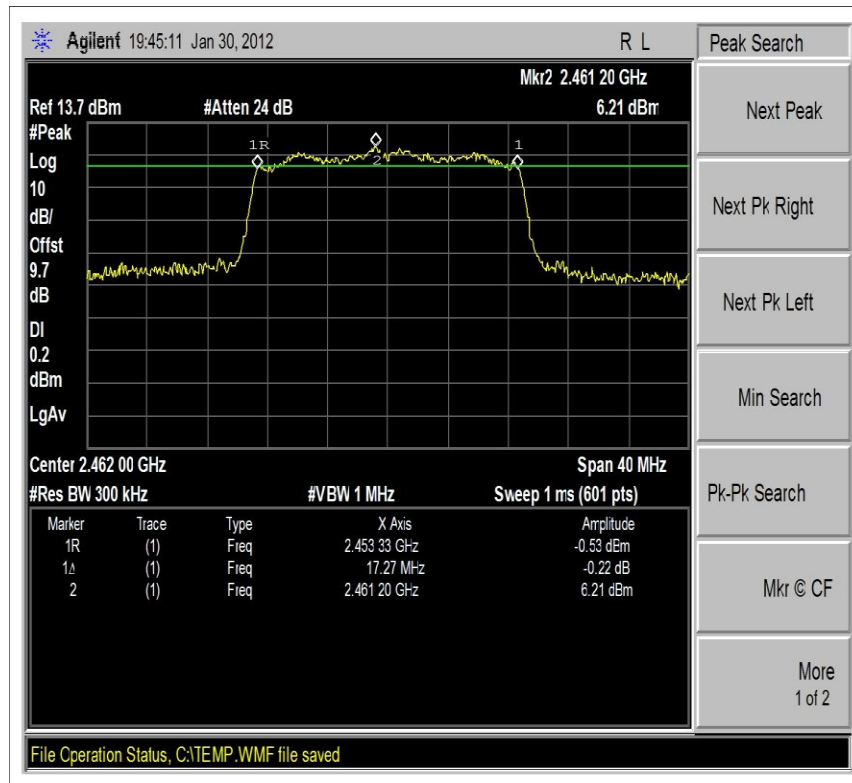 Agilent 19:45:11 Jan 30, 2012 R L
Peak Search
Mkr2 2.461 20 GHz
Ref 13.7 dBm #Atten 24 dB 6.21 dBm
#Peak
Log
10
dB/
Offst
9.7
dB
DI
0.2
dBm
LgAv
1R
2
1
Center 2.462 00 GHz Span 40 MHz
#Res BW 300 kHz #VBW 1 MHz Sweep 1 ms (601 pts)
Marker Trace Type X Axis Amplitude
1R (1) Freq 2.453 33 GHz -0.53 dBm
1Δ (1) Freq 17.27 MHz -0.22 dB
2 (1) Freq 2.461 20 GHz 6.21 dBm
Next Peak
Next Pk Right
Next Pk Left
Min Search
Pk-Pk Search
Mkr © CF
More
1 of 2
File Operation Status, C:\TEMP.WMF file saved